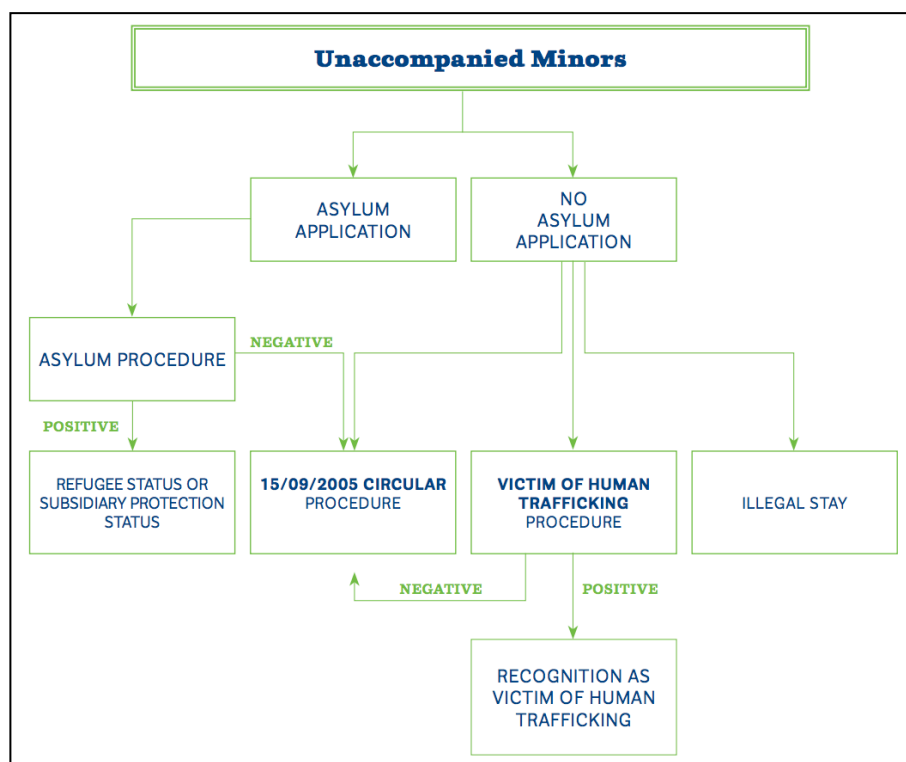 Unaccompanied Minors
ASYLUM
APPLICATION
NO
ASYLUM
APPLICATION
ASYLUM PROCEDURE
NEGATIVE
POSITIVE
REFUGEE STATUS OR
SUBSIDIARY PROTECTION
STATUS
15/09/2005 CIRCULAR
PROCEDURE
VICTIM OF HUMAN
TRAFFICKING
PROCEDURE
ILLEGAL STAY
NEGATIVE
POSITIVE
RECOGNITION AS
VICTIM OF HUMAN
TRAFFICKING